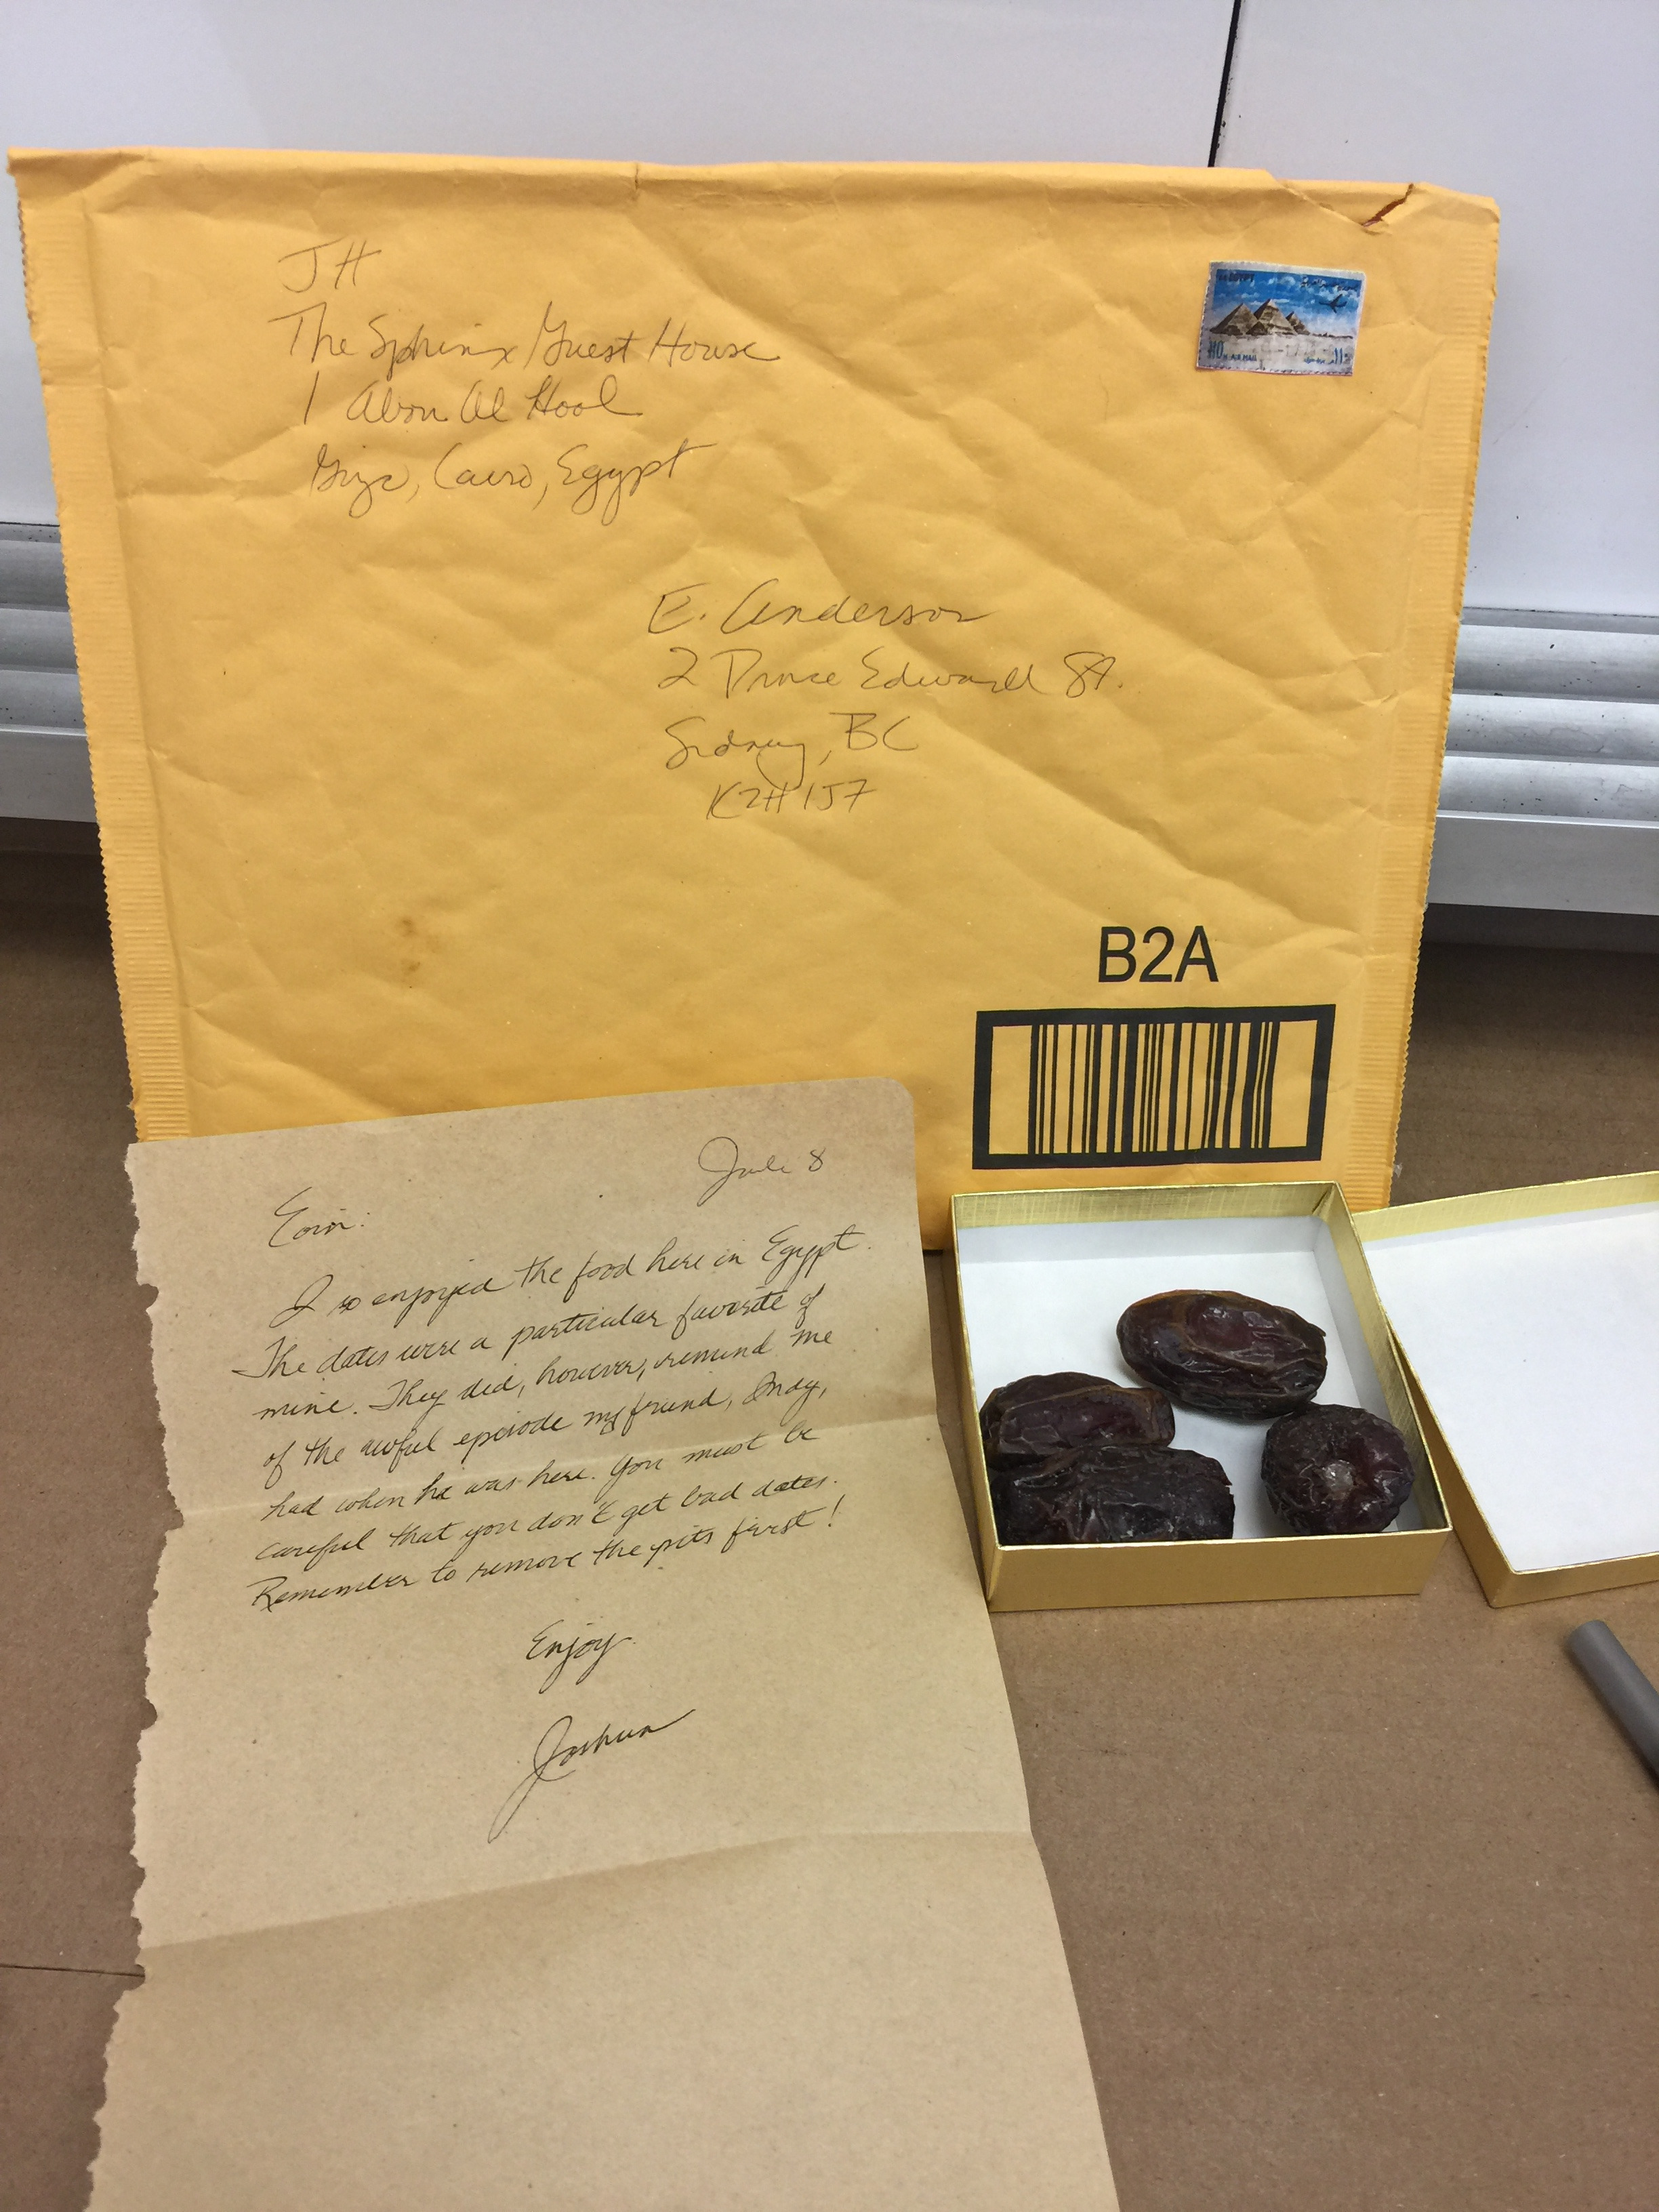 JH
The Sphinx Guest House
1 Abou Al Hool
Giza, Cairo, Egypt
E. Anderson
2 Prince Edward St.
Sidney, BC
K2H 1J7
B2A
July 8
Eoin:
I so enjoyed the food here in Egypt.
The dates were a particular favorite of
mine. They did, however, remind me
of the awful episode my friend, Indy,
had when he was here. You must be
careful that you don't get bad dates.
Remember to remove the pits first!
Enjoy
Joshua